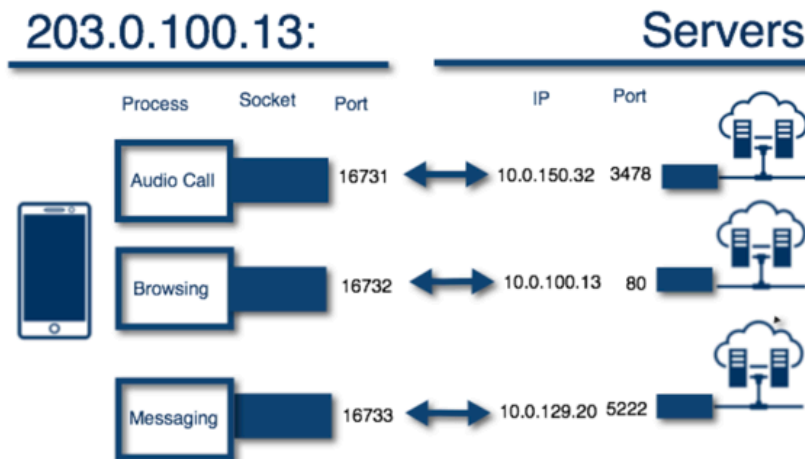 203.0.100.13: Servers
Process Socket Port IP Port
Audio Call 16731 10.0.150.32 3478
Browsing 16732 10.0.100.13 80
Messaging 16733 10.0.129.20 5222